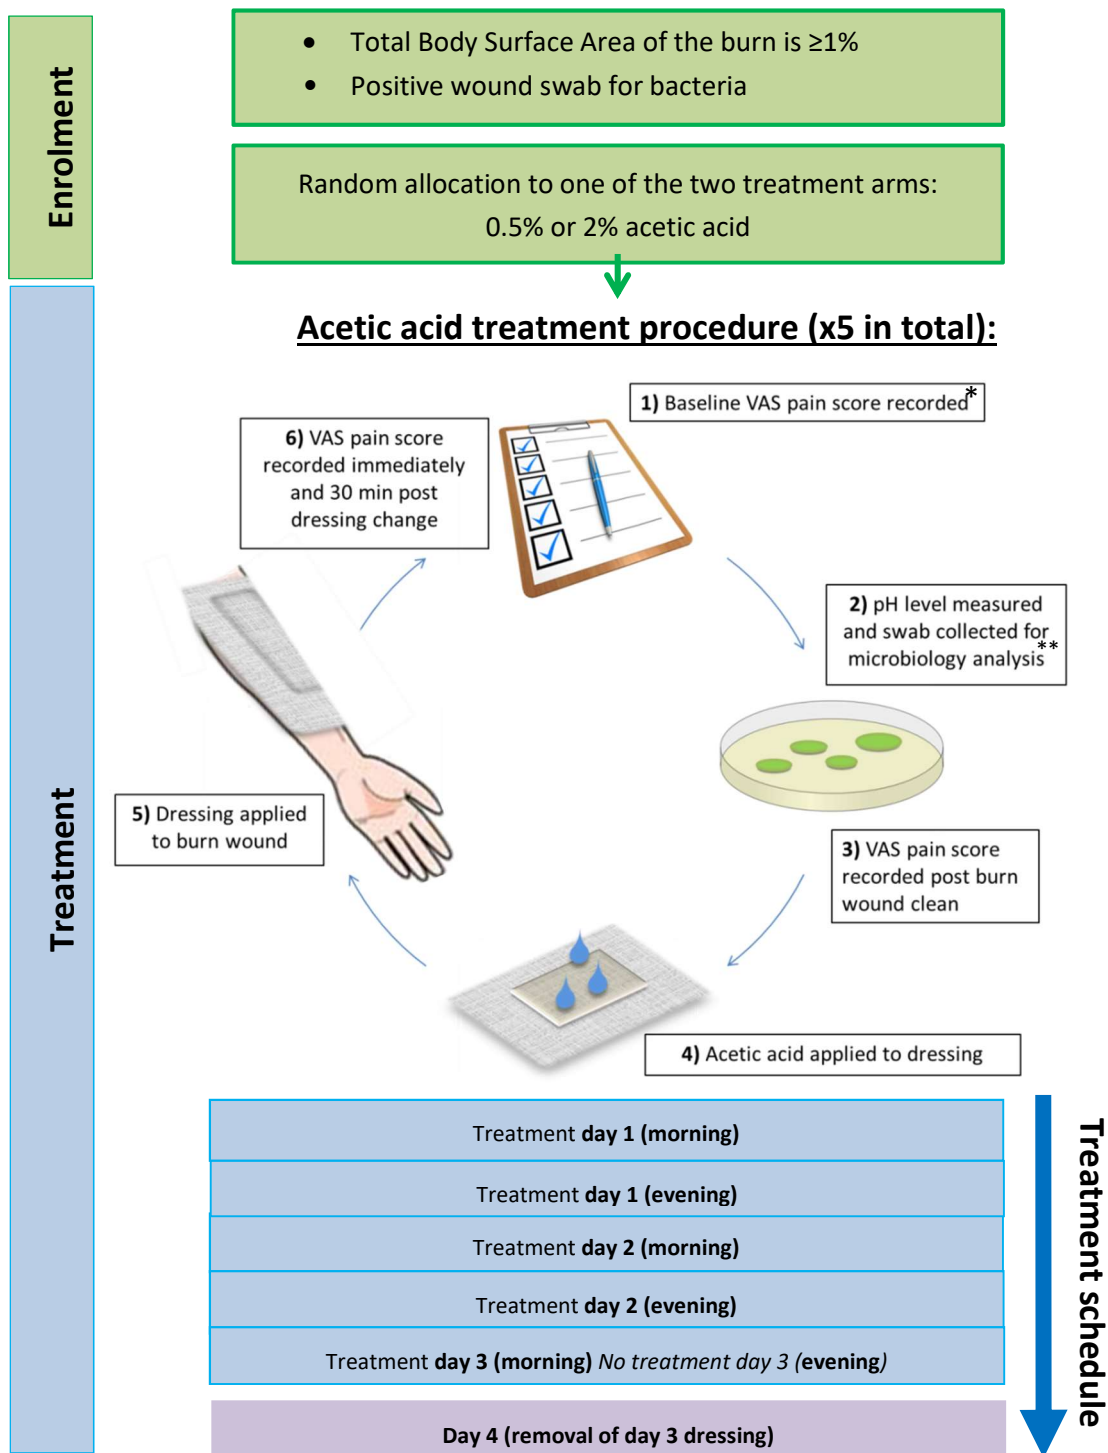 Enrolment
• Total Body Surface Area of the burn is ≥1%
• Positive wound swab for bacteria
Random allocation to one of the two treatment arms:
0.5% or 2% acetic acid
Treatment
Acetic acid treatment procedure (x5 in total):
1) Baseline VAS pain score recorded*
6) VAS pain score
recorded immediately
and 30 min post
dressing change
2) pH level measured
and swab collected for
microbiology analysis**
5) Dressing applied
to burn wound
3) VAS pain score
recorded post burn
wound clean
4) Acetic acid applied to dressing
Treatment day 1 (morning)
Treatment day 1 (evening)
Treatment day 2 (morning)
Treatment day 2 (evening)
Treatment day 3 (morning) No treatment day 3 (evening)
Day 4 (removal of day 3 dressing)
Treatment schedule